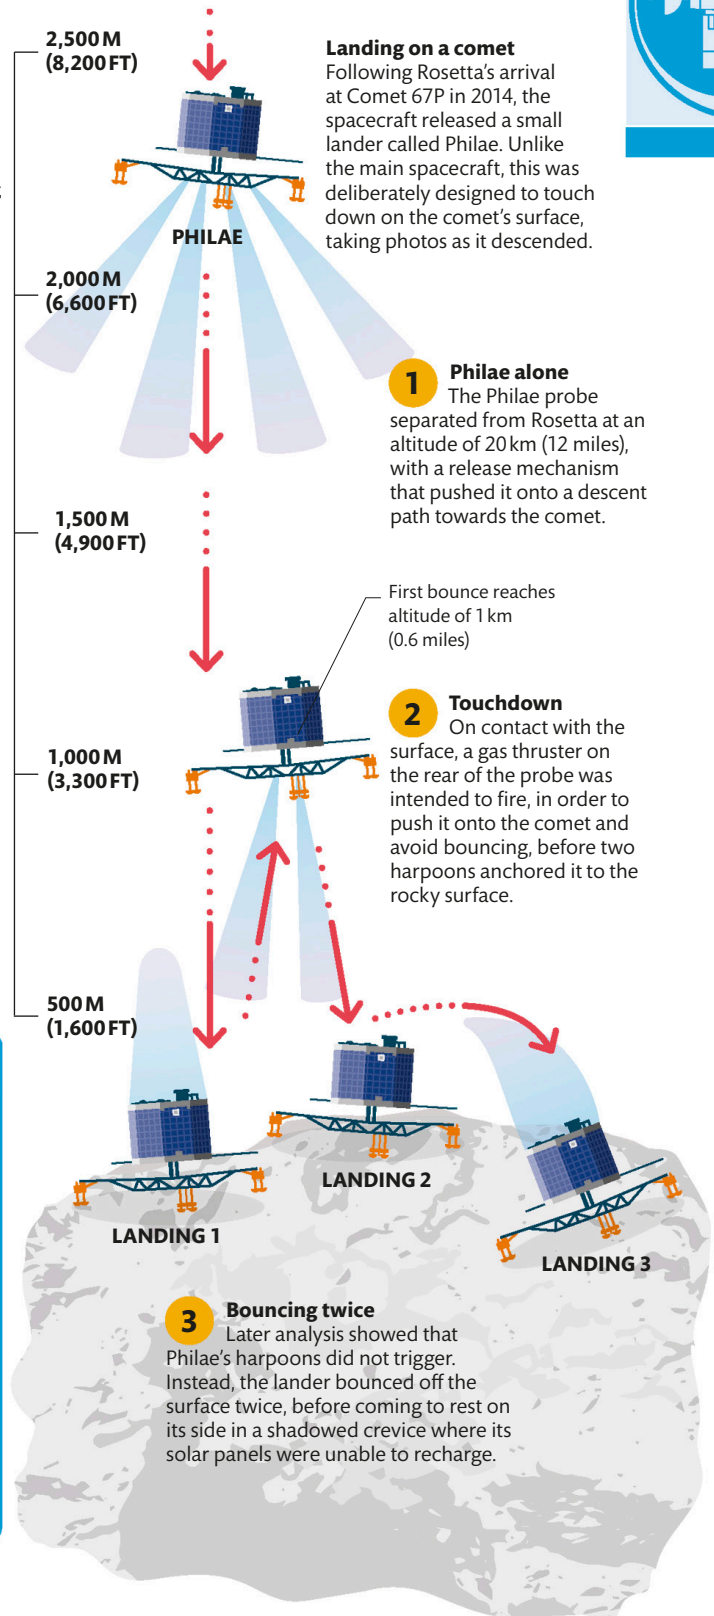 2,500 M
(8,200 FT)
Landing on a comet
Following Rosetta’s arrival
at Comet 67P in 2014, the
spacecraft released a small
lander called Philae. Unlike
the main spacecraft, this was
deliberately designed to touch
down on the comet’s surface,
taking photos as it descended.
PHILAE
2,000 M
(6,600 FT)
1
Philae alone
The Philae probe
separated from Rosetta at an
altitude of 20 km (12 miles),
with a release mechanism
that pushed it onto a descent
path towards the comet.
1,500 M
(4,900 FT)
First bounce reaches
altitude of 1 km
(0.6 miles)
2
Touchdown
On contact with the
surface, a gas thruster on
the rear of the probe was
intended to fire, in order to
push it onto the comet and
avoid bouncing, before two
harpoons anchored it to the
rocky surface.
1,000 M
(3,300 FT)
500 M
(1,600 FT)
LANDING 1
LANDING 2
LANDING 3
3
Bouncing twice
Later analysis showed that
Philae’s harpoons did not trigger.
Instead, the lander bounced off the
surface twice, before coming to rest on
its side in a shadowed crevice where its
solar panels were unable to recharge.